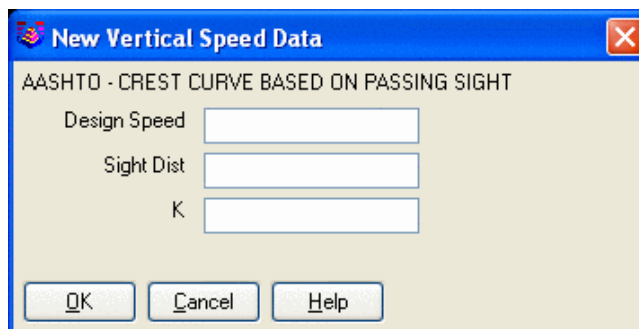 New Vertical Speed Data
AASHTO - CREST CURVE BASED ON PASSING SIGHT
Design Speed
Sight Dist
K
OK Cancel Help